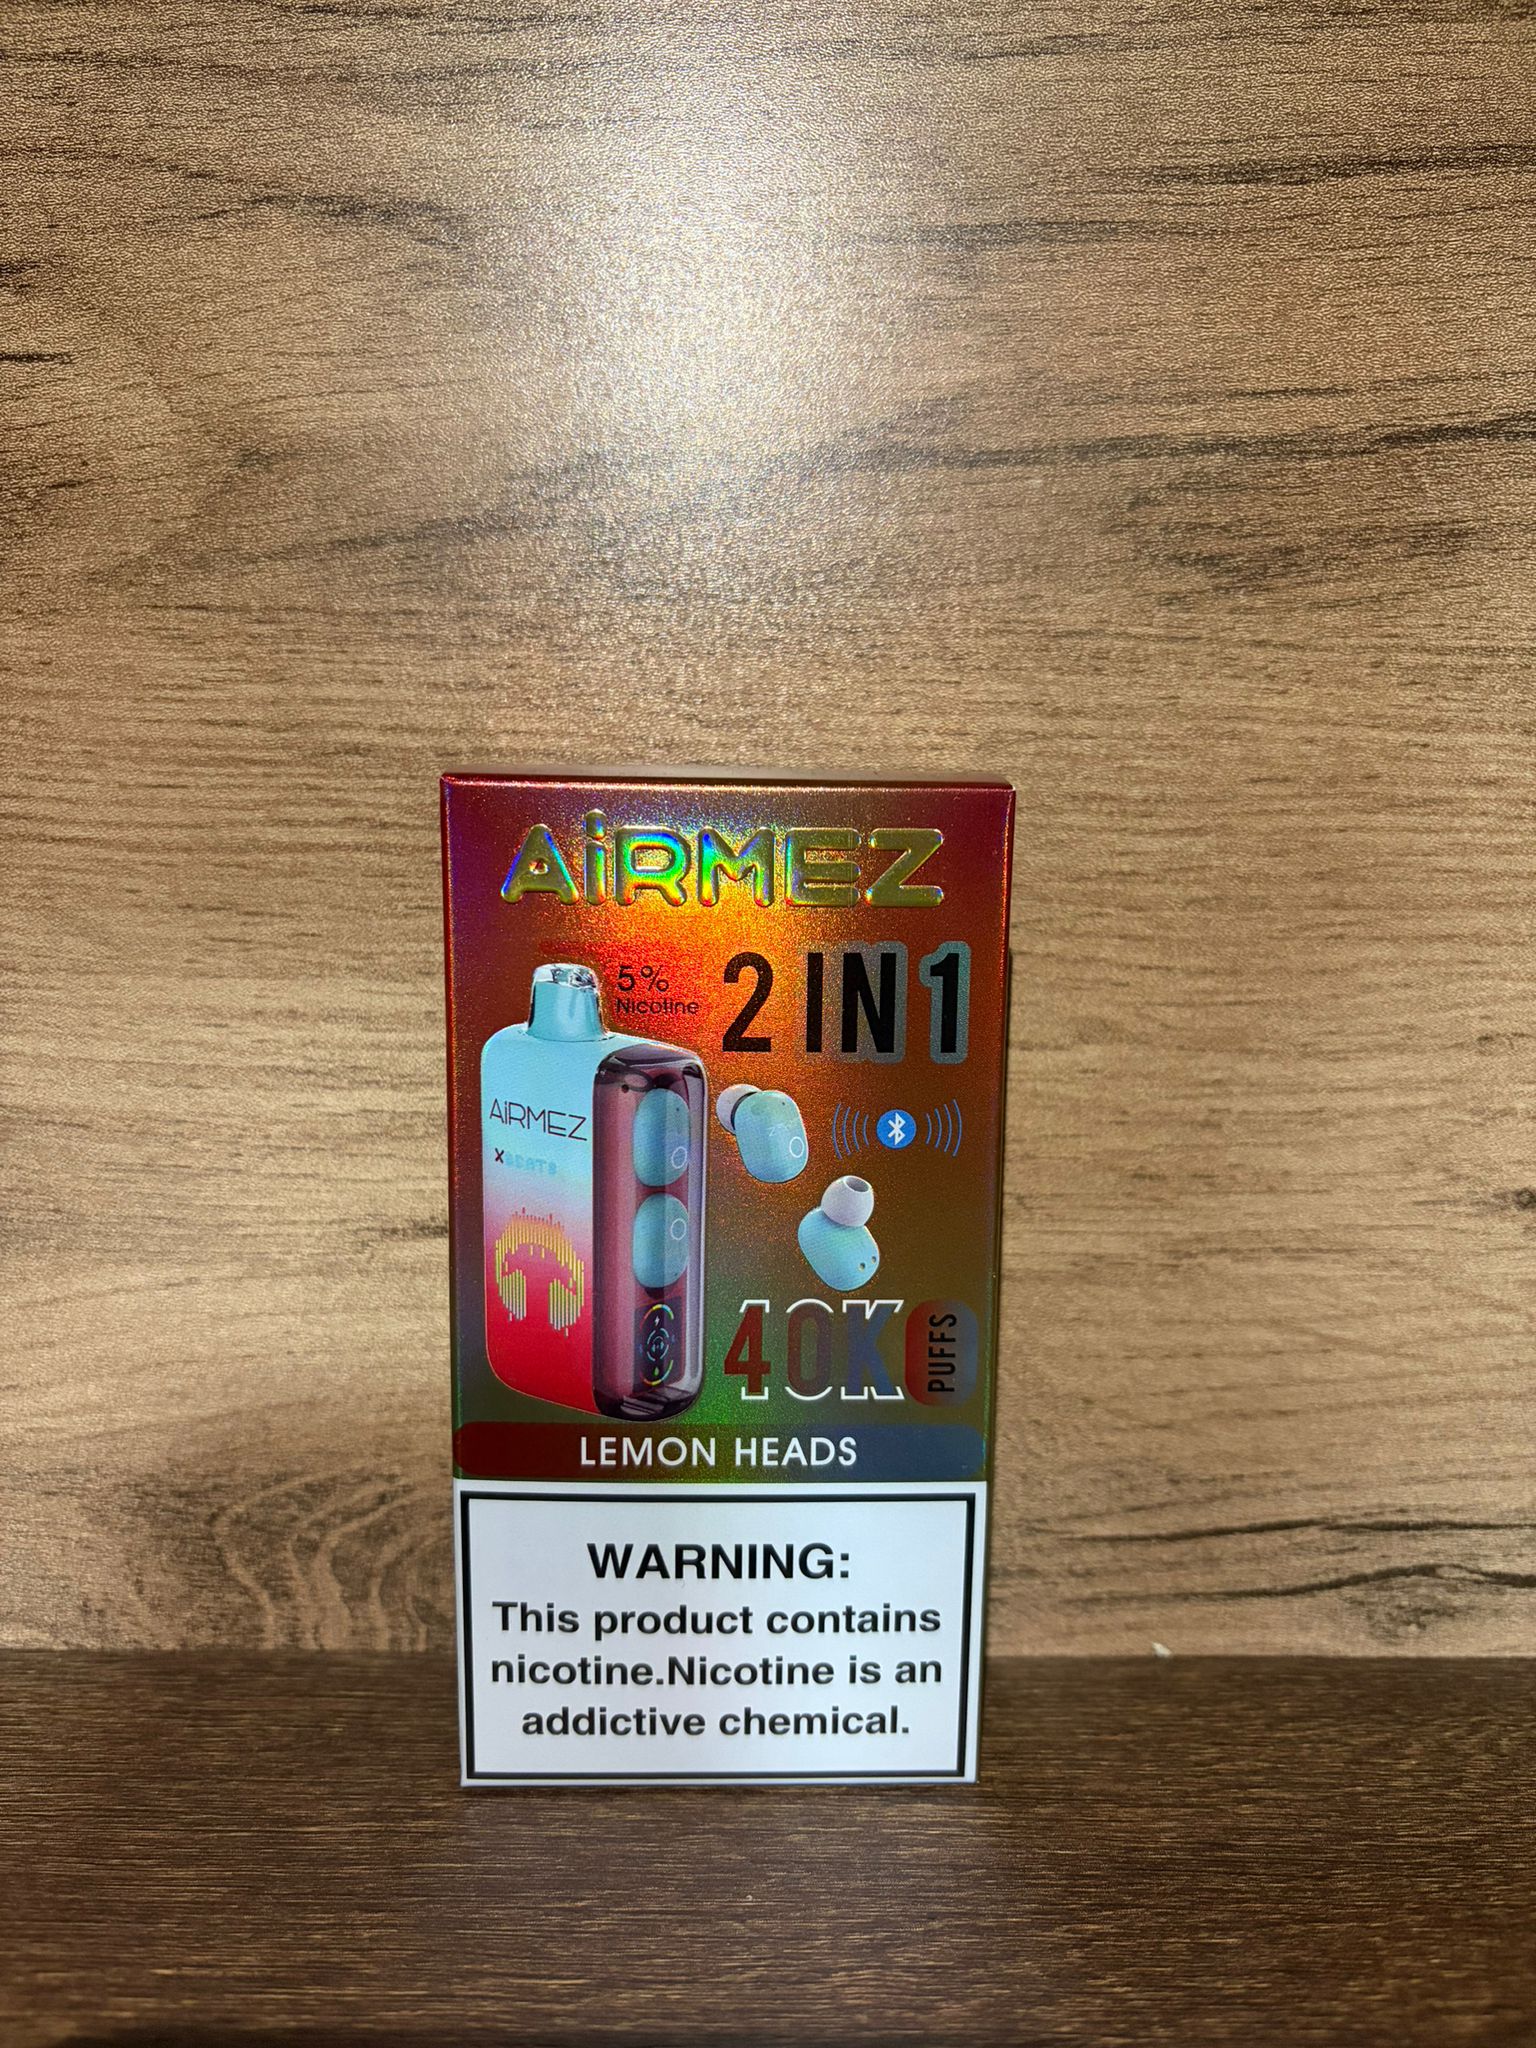 AiRMEZ
5%
Nicotine
2 IN 1
AiRMEZ
XBEATS
40K PUFFS
LEMON HEADS
WARNING:
This product contains
nicotine.Nicotine is an
addictive chemical.